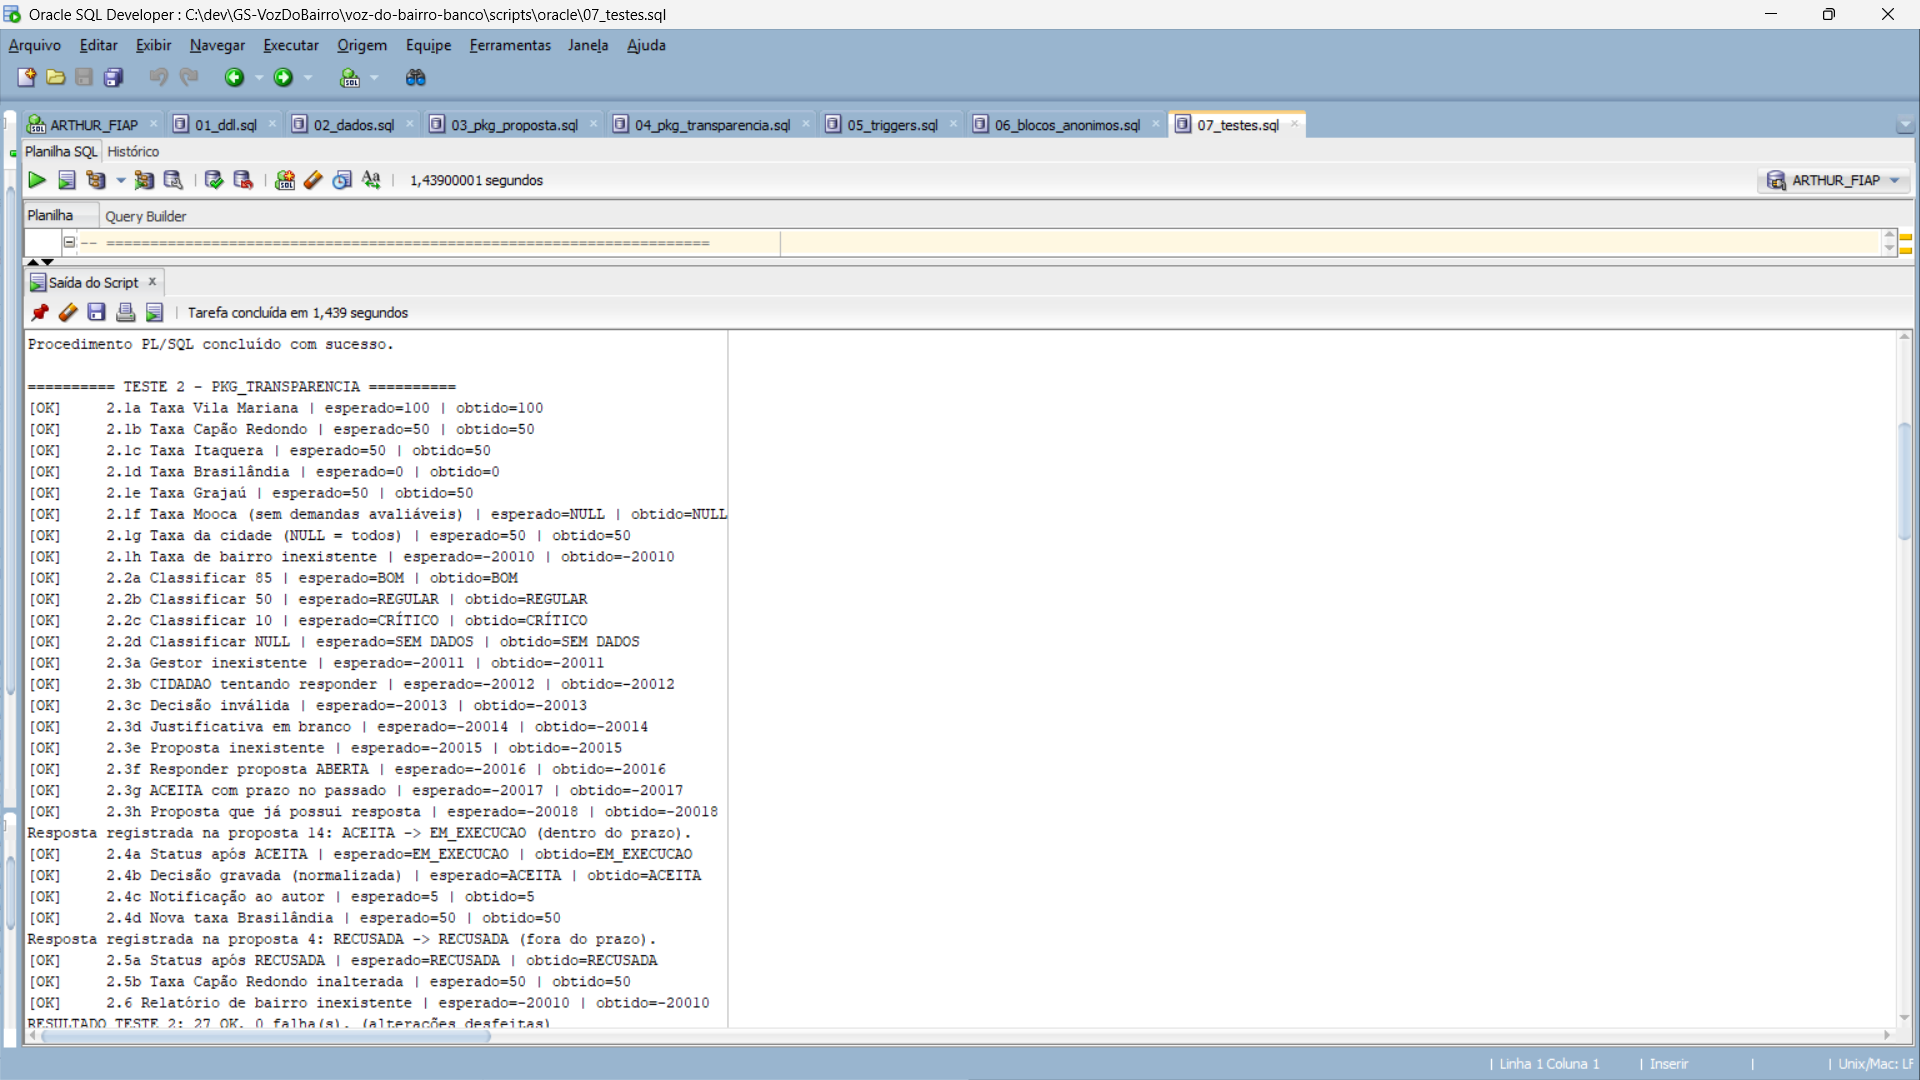 Oracle SQL Developer : C:\dev\GS-VozDoBairro\voz-do-bairro-banco\scripts\oracle\07_testes.sql
Arquivo Editar Exibir Navegar Executar Origem Equipe Ferramentas Janela Ajuda
ARTHUR_FIAP 01_ddl.sql 02_dados.sql 03_pkg_proposta.sql 04_pkg_transparencia.sql 05_triggers.sql 06_blocos_anonimos.sql 07_testes.sql
Planilha SQL Histórico
1,43900001 segundos ARTHUR_FIAP
Planilha Query Builder
-- =====================================================================
Saída do Script
Tarefa concluída em 1,439 segundos
Procedimento PL/SQL concluído com sucesso.
========== TESTE 2 - PKG_TRANSPARENCIA ==========
[OK] 2.1a Taxa Vila Mariana | esperado=100 | obtido=100
[OK] 2.1b Taxa Capão Redondo | esperado=50 | obtido=50
[OK] 2.1c Taxa Itaquera | esperado=50 | obtido=50
[OK] 2.1d Taxa Brasilândia | esperado=0 | obtido=0
[OK] 2.1e Taxa Grajaú | esperado=50 | obtido=50
[OK] 2.1f Taxa Mooca (sem demandas avaliáveis) | esperado=NULL | obtido=NULL
[OK] 2.1g Taxa da cidade (NULL = todos) | esperado=50 | obtido=50
[OK] 2.1h Taxa de bairro inexistente | esperado=-20010 | obtido=-20010
[OK] 2.2a Classificar 85 | esperado=BOM | obtido=BOM
[OK] 2.2b Classificar 50 | esperado=REGULAR | obtido=REGULAR
[OK] 2.2c Classificar 10 | esperado=CRÍTICO | obtido=CRÍTICO
[OK] 2.2d Classificar NULL | esperado=SEM DADOS | obtido=SEM DADOS
[OK] 2.3a Gestor inexistente | esperado=-20011 | obtido=-20011
[OK] 2.3b CIDADAO tentando responder | esperado=-20012 | obtido=-20012
[OK] 2.3c Decisão inválida | esperado=-20013 | obtido=-20013
[OK] 2.3d Justificativa em branco | esperado=-20014 | obtido=-20014
[OK] 2.3e Proposta inexistente | esperado=-20015 | obtido=-20015
[OK] 2.3f Responder proposta ABERTA | esperado=-20016 | obtido=-20016
[OK] 2.3g ACEITA com prazo no passado | esperado=-20017 | obtido=-20017
[OK] 2.3h Proposta que já possui resposta | esperado=-20018 | obtido=-20018
Resposta registrada na proposta 14: ACEITA -> EM_EXECUCAO (dentro do prazo).
[OK] 2.4a Status após ACEITA | esperado=EM_EXECUCAO | obtido=EM_EXECUCAO
[OK] 2.4b Decisão gravada (normalizada) | esperado=ACEITA | obtido=ACEITA
[OK] 2.4c Notificação ao autor | esperado=5 | obtido=5
[OK] 2.4d Nova taxa Brasilândia | esperado=50 | obtido=50
Resposta registrada na proposta 4: RECUSADA -> RECUSADA (fora do prazo).
[OK] 2.5a Status após RECUSADA | esperado=RECUSADA | obtido=RECUSADA
[OK] 2.5b Taxa Capão Redondo inalterada | esperado=50 | obtido=50
[OK] 2.6 Relatório de bairro inexistente | esperado=-20010 | obtido=-20010
RESULTADO TESTE 2: 27 OK, 0 falha(s). (alterações desfeitas)
Linha 1 Coluna 1 | Inserir | | Unix/Mac: LF